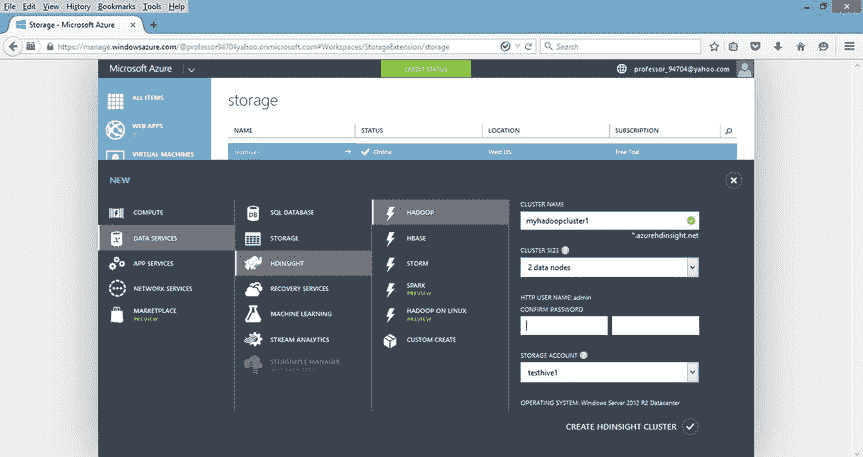 File Edit View History Bookmarks Tools Help
Storage - Microsoft Azure
https://manage.windowsazure.com/@professor94704yahoo.onmicrosoft.com#Workspaces/StorageExtension/storage
Search
Microsoft Azure
CREDIT STATUS
professor_94704@yahoo.com
ALL ITEMS
WEB APPS
VIRTUAL MACHINES
storage
NAME STATUS LOCATION SUBSCRIPTION
Online West US Free Trial
NEW
COMPUTE
DATA SERVICES
APP SERVICES
NETWORK SERVICES
MARKETPLACE
PREVIEW
SQL DATABASE
STORAGE
HDINSIGHT
RECOVERY SERVICES
MACHINE LEARNING
STREAM ANALYTICS
STORSIMPLE MANAGER
HADOOP
HBASE
STORM
SPARK
PREVIEW
HADOOP ON LINUX
PREVIEW
CUSTOM CREATE
CLUSTER NAME
myhadoopcluster1
*.azurehdinsight.net
CLUSTER SIZE
2 data nodes
HTTP USER NAME: admin
CONFIRM PASSWORD
STORAGE ACCOUNT
testhive1
OPERATING SYSTEM: Windows Server 2012 R2 Datacenter
CREATE HDINSIGHT CLUSTER